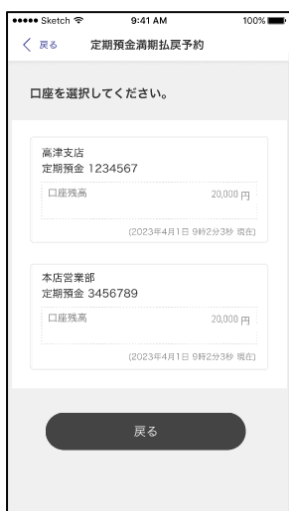 Sketch 9:41 AM 100%
戻る 定期預金満期払戻予約
口座を選択してください。
高津支店
定期預金 1234567
口座残高 20,000 円
(2023年4月1日 9時2分3秒 現在)
本店営業部
定期預金 3456789
口座残高 20,000 円
(2023年4月1日 9時2分3秒 現在)
戻る